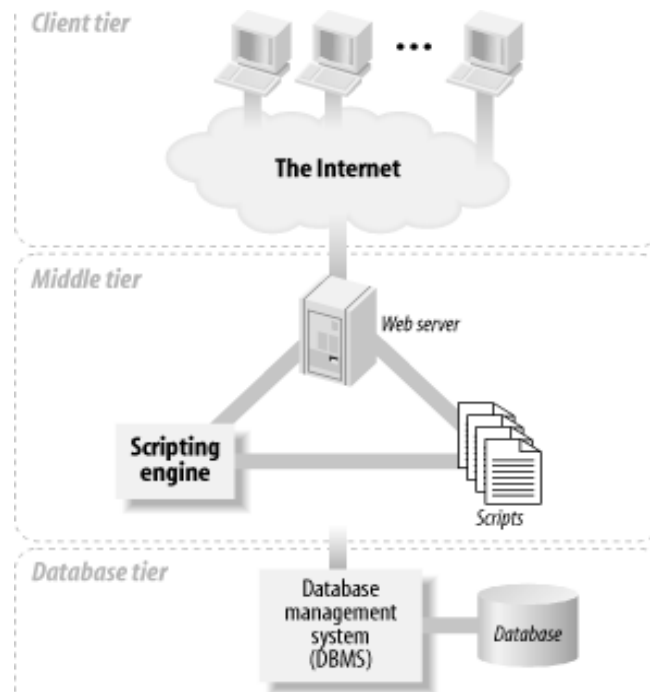 Client tier
The Internet
Middle tier
Web server
Scripting
engine
Scripts
Database tier
Database
management
system
(DBMS)
Database